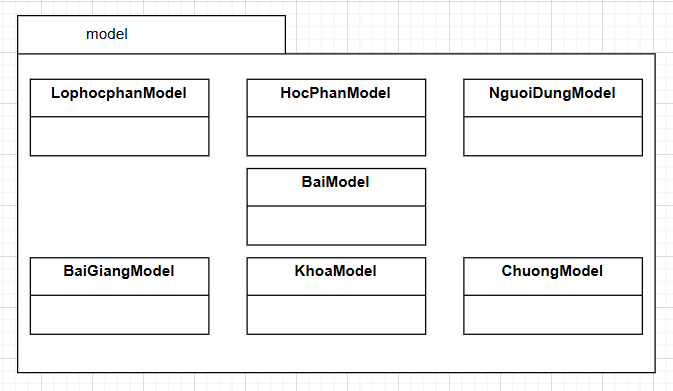 model
LophocphanModel
HocPhanModel
NguoiDungModel
BaiModel
BaiGiangModel
KhoaModel
ChuongModel